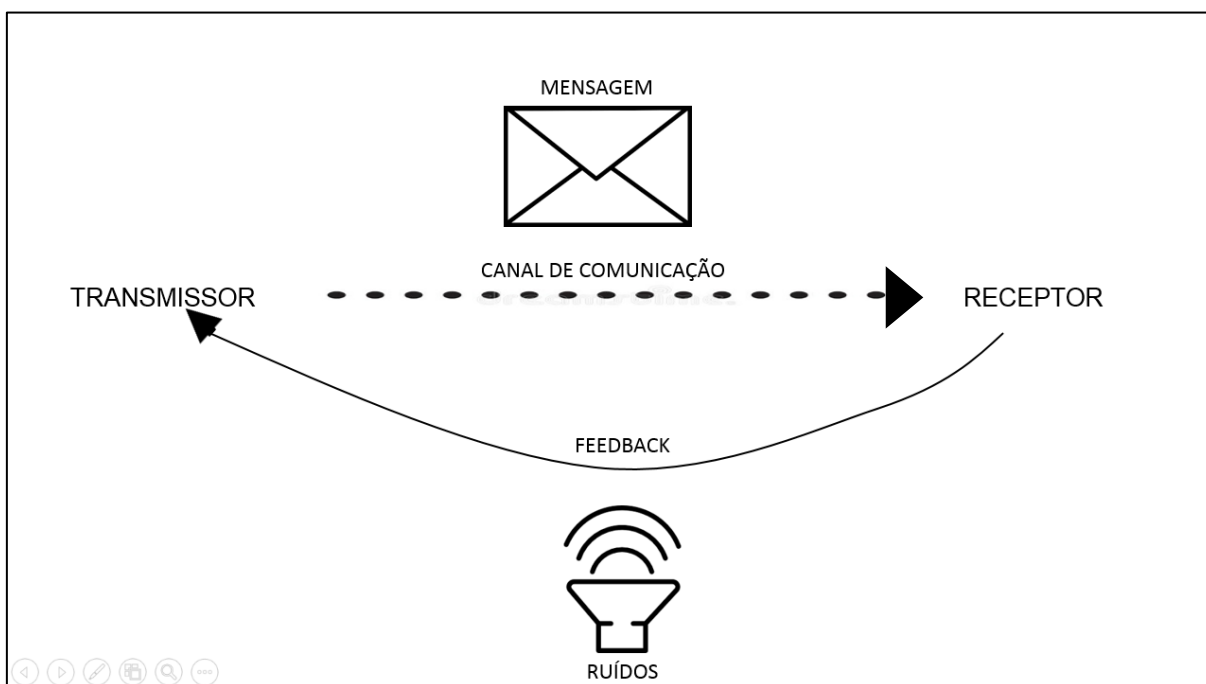 MENSAGEM
CANAL DE COMUNICAÇÃO
TRANSMISSOR
RECEPTOR
FEEDBACK
RUÍDOS